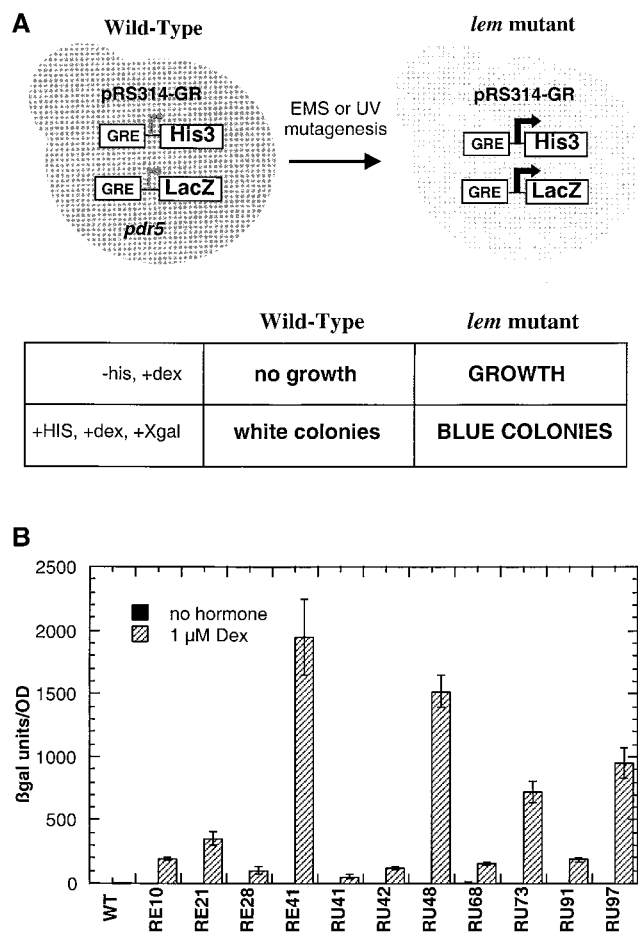 A
Wild-Type
lem mutant
pRS314-GR
GRE His3
GRE LacZ
pdr5
EMS or UV
mutagenesis
pRS314-GR
GRE His3
GRE LacZ
Wild-Type lem mutant
-his, +dex no growth GROWTH
+HIS, +dex, +Xgal white colonies BLUE COLONIES
B
2500
2000
1500
1000
500
0
ßgal units/OD
no hormone
1 µM Dex
WT RE10 RE21 RE28 RE41 RU41 RU42 RU48 RU68 RU73 RU91 RU97